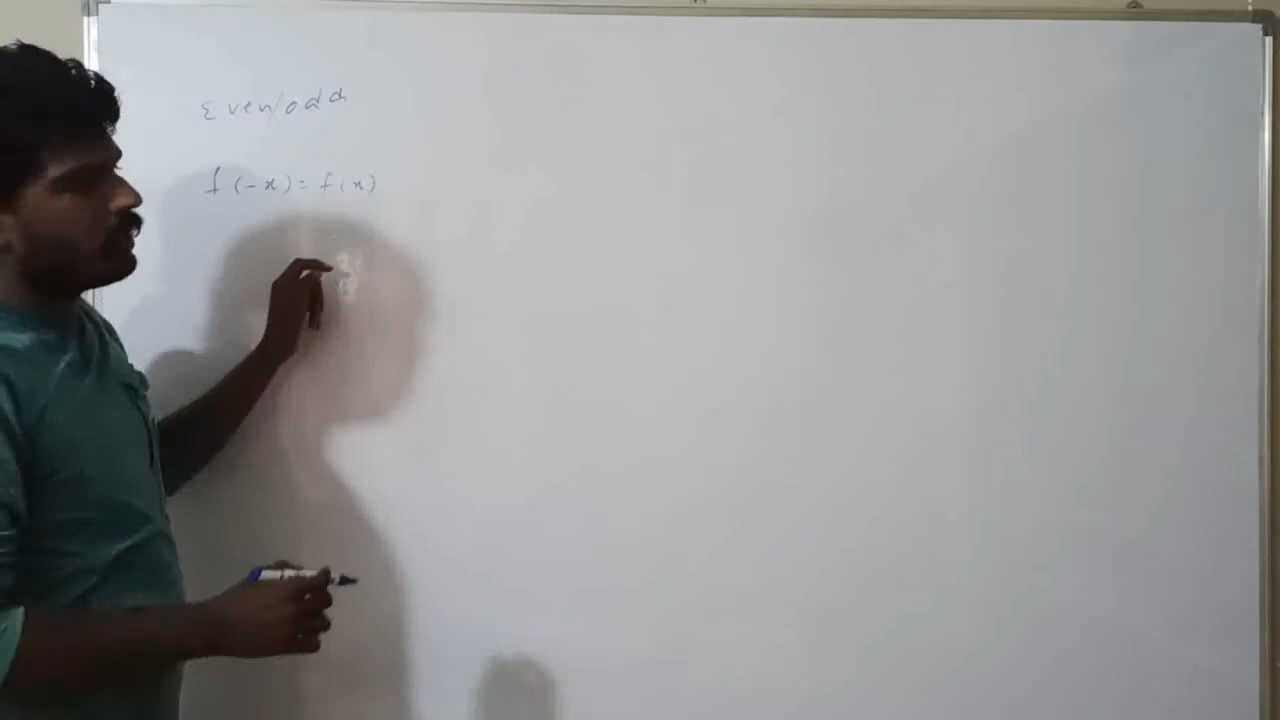 Even/odd
f(-x) = f(x)